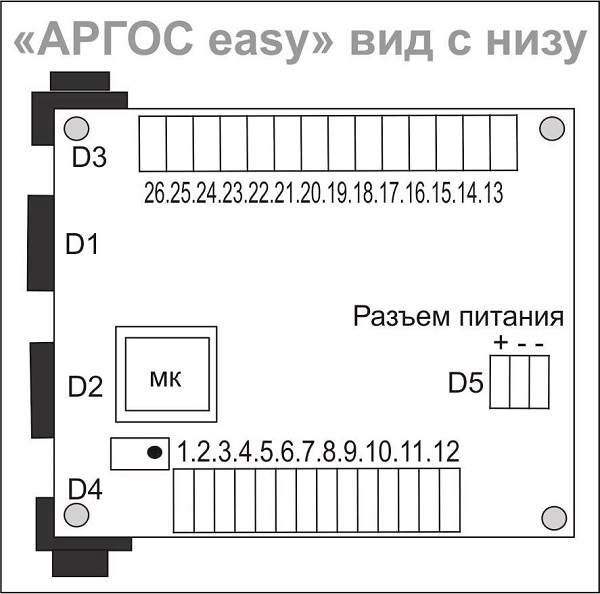 «АРГОС easy» вид с низу
D3
26.25.24.23.22.21.20.19.18.17.16.15.14.13
D1
Разъем питания
+ - -
D5
D2
мк
1.2.3.4.5.6.7.8.9.10.11.12
D4